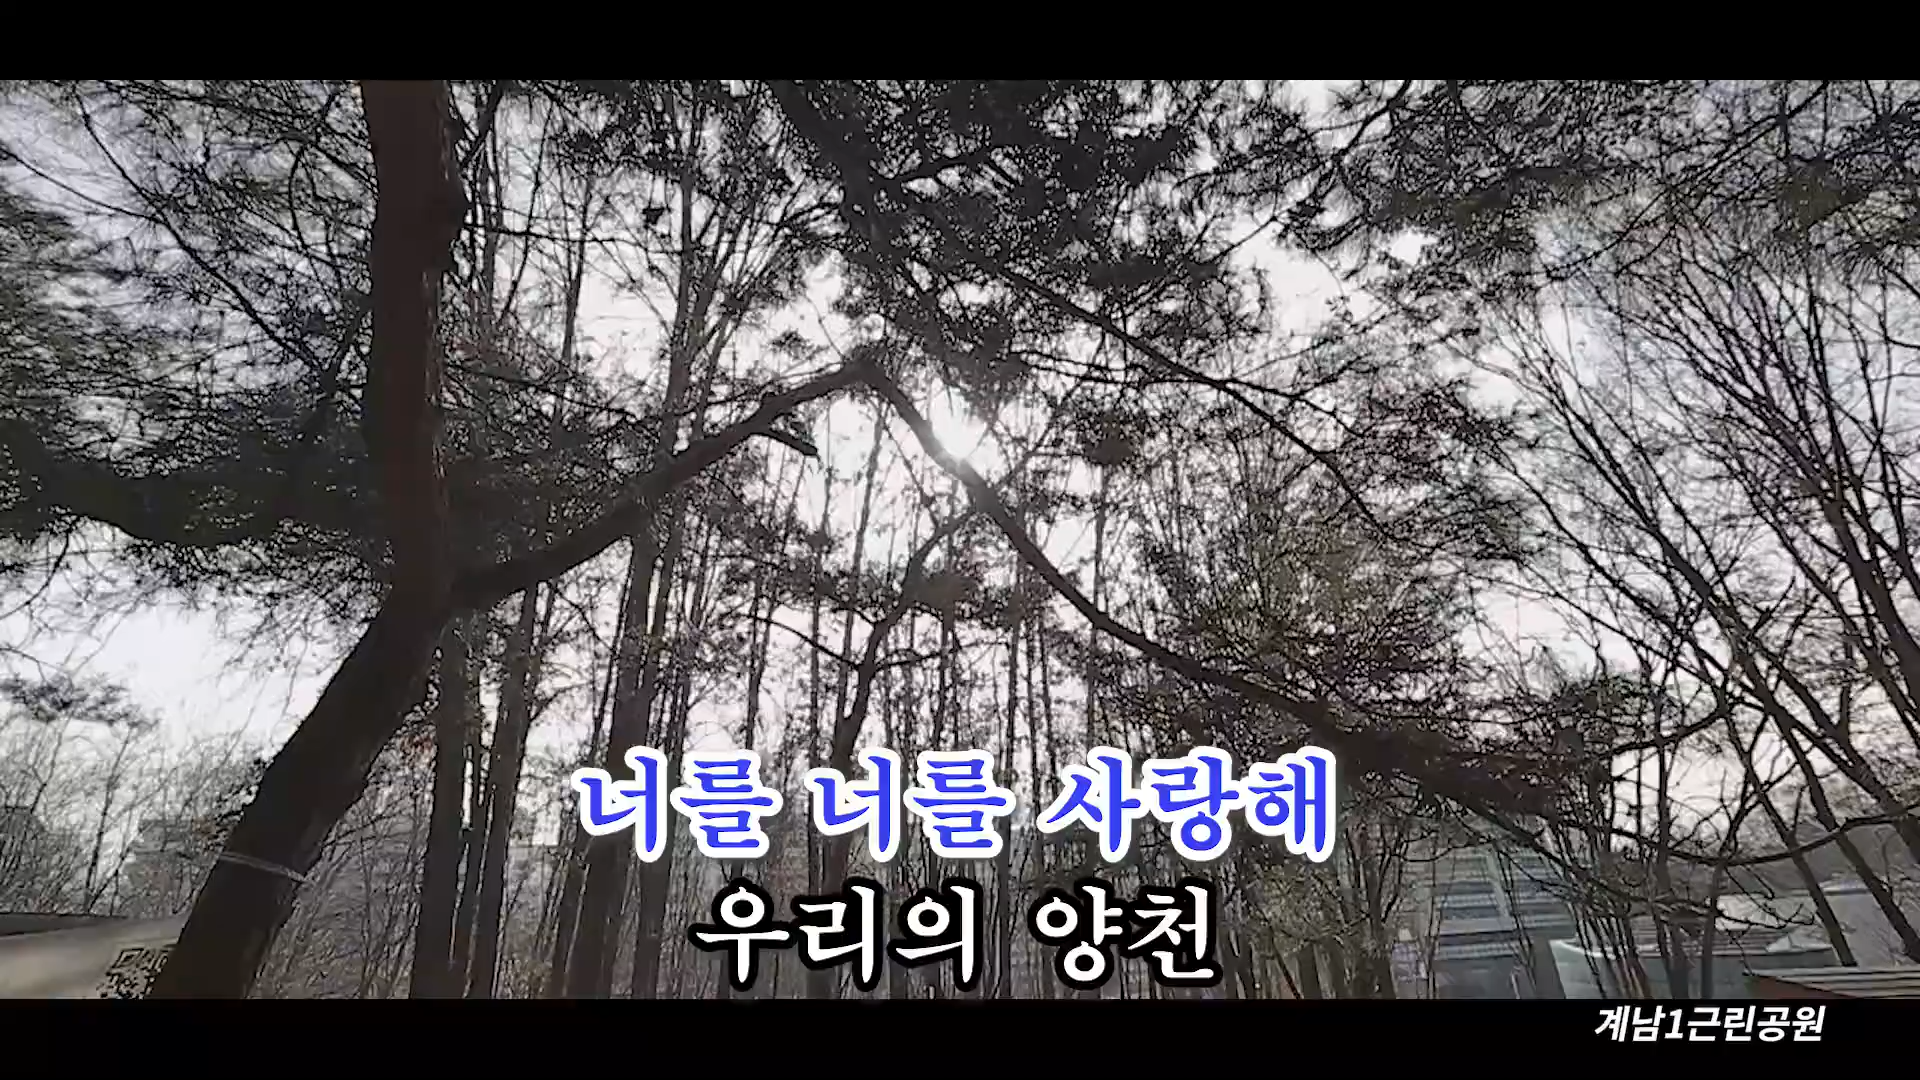 너를 너를 사랑해
우리의 양천
계남1근린공원